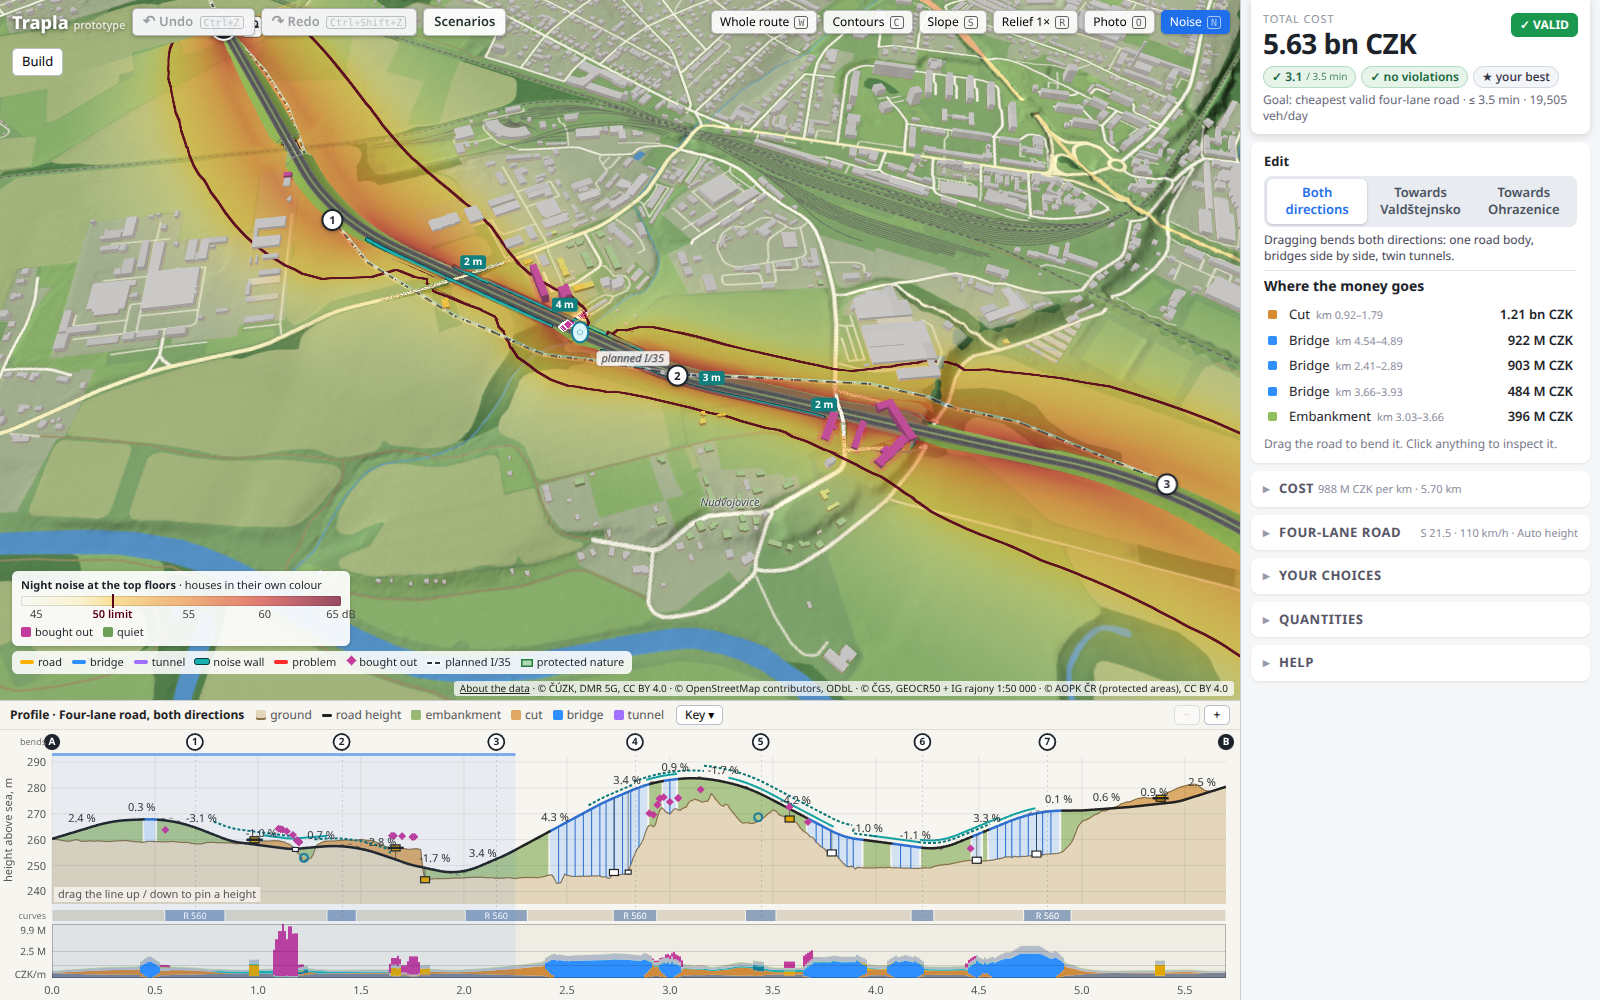 Trapla prototype
↶ Undo Ctrl+Z
↷ Redo Ctrl+Shift+Z
Scenarios
Whole route W
Contours C
Slope S
Relief 1× R
Photo O
Noise N
Build
1
2 m
4 m
planned I/35
2
3 m
2 m
3
Nudvojovice
Night noise at the top floors · houses in their own colour
45 50 limit 55 60 65 dB
bought out quiet
road bridge tunnel noise wall problem bought out planned I/35 protected nature
About the data · © ČÚZK, DMR 5G, CC BY 4.0 · © OpenStreetMap contributors, ODbL · © ČGS, GEOCR50 + IG rajony 1:50 000 · © AOPK ČR (protected areas), CC BY 4.0
TOTAL COST
5.63 bn CZK
✓ VALID
✓ 3.1 / 3.5 min
✓ no violations
★ your best
Goal: cheapest valid four-lane road · ≤ 3.5 min · 19,505
veh/day
Edit
Both
directions
Towards
Valdštejnsko
Towards
Ohrazenice
Dragging bends both directions: one road body,
bridges side by side, twin tunnels.
Where the money goes
Cut km 0.92–1.79 1.21 bn CZK
Bridge km 4.54–4.89 922 M CZK
Bridge km 2.41–2.89 903 M CZK
Bridge km 3.66–3.93 484 M CZK
Embankment km 3.03–3.66 396 M CZK
Drag the road to bend it. Click anything to inspect it.
▶ COST 988 M CZK per km · 5.70 km
▶ FOUR-LANE ROAD S 21.5 · 110 km/h · Auto height
▶ YOUR CHOICES
▶ QUANTITIES
▶ HELP
Profile · Four-lane road, both directions ground road height embankment cut bridge tunnel Key ▾ − +
bends A 1 2 3 4 5 6 7 B
height above sea, m
290
280
270
260
250
240
2.4 % 0.3 % -3.1 % -1.0 % 0.7 % -2.8 % -1.7 % 3.4 % 4.3 % 3.4 % 0.9 % -1.7 % -4.2 % -1.0 % -1.1 % 3.3 % 0.1 % 0.6 % 0.9 % 2.5 %
drag the line up / down to pin a height
curves R 560 R 560 R 560 R 560
9.9 M
2.5 M
CZK/m
0.0 0.5 1.0 1.5 2.0 2.5 3.0 3.5 4.0 4.5 5.0 5.5